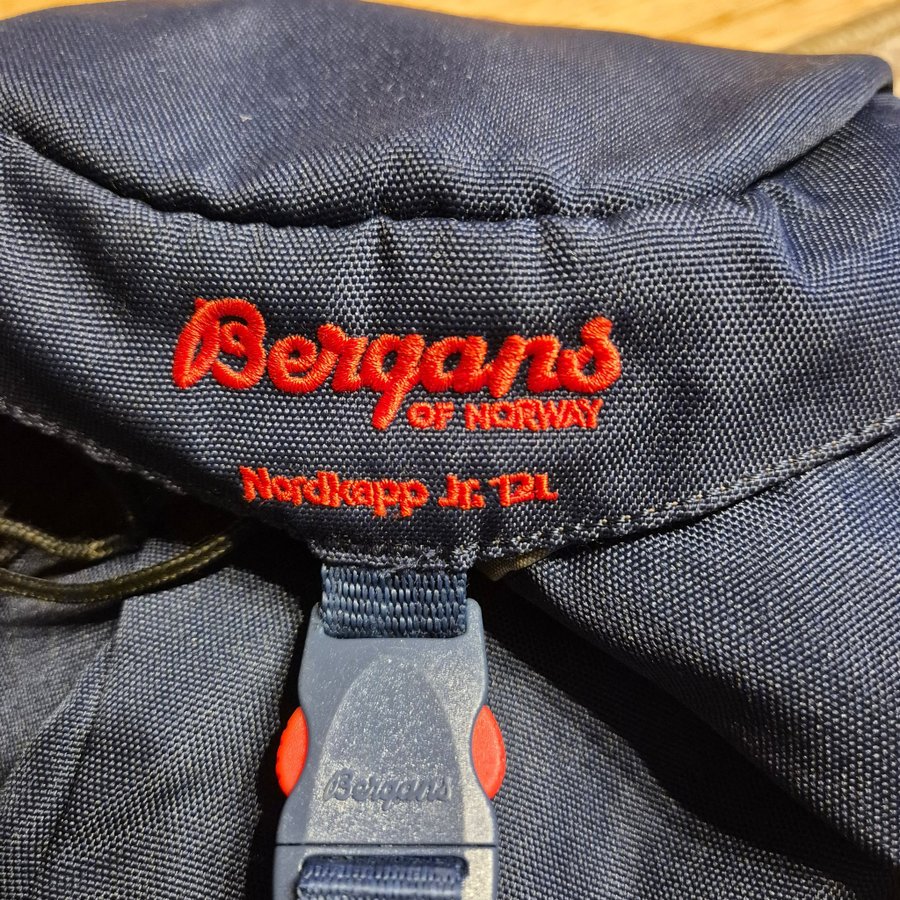 Bergans
OF NORWAY
Nordkapp Jr. 12L
Bergans